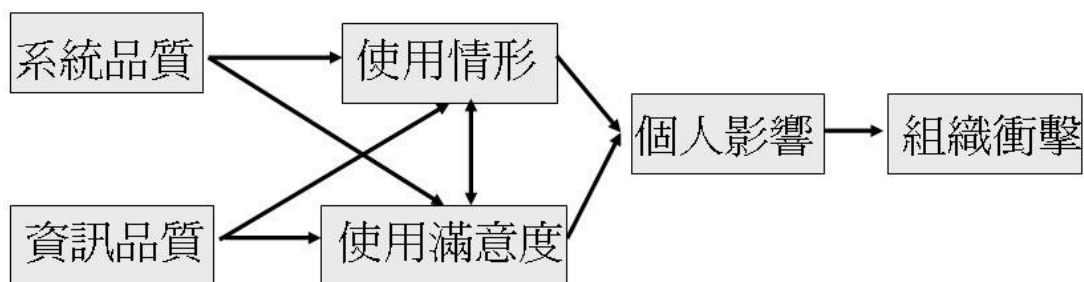 系統品質
使用情形
個人影響
組織衝擊
資訊品質
使用滿意度